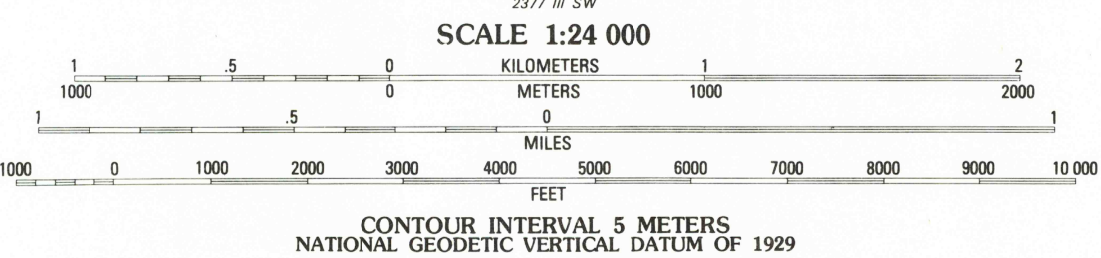 2377 III SW
SCALE 1:24 000
1 .5 0 KILOMETERS 1 2
1000 0 METERS 1000 2000
1 .5 0 1
MILES
1000 0 1000 2000 3000 4000 5000 6000 7000 8000 9000 10 000
FEET
CONTOUR INTERVAL 5 METERS
NATIONAL GEODETIC VERTICAL DATUM OF 1929